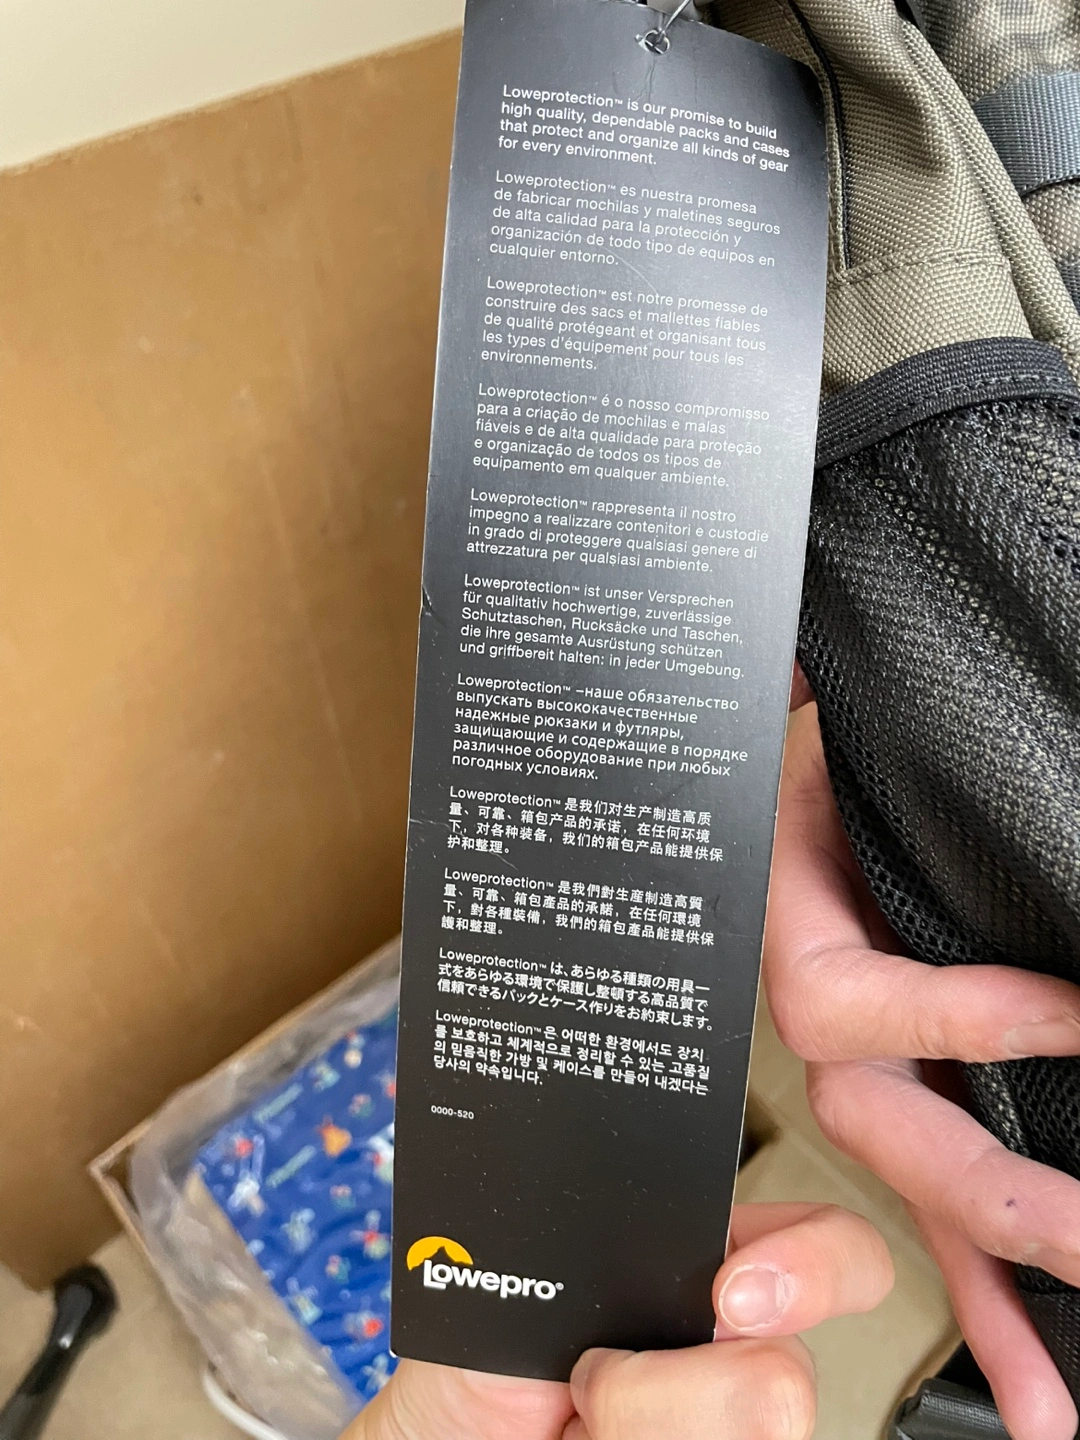 Loweprotection™ is our promise to build
high quality, dependable packs and cases
that protect and organize all kinds of gear
for every environment.
Loweprotection™ es nuestra promesa
de fabricar mochilas y maletines seguros
de alta calidad para la protección y
organización de todo tipo de equipos en
cualquier entorno.
Loweprotection™ est notre promesse de
construire des sacs et mallettes fiables
de qualité protégeant et organisant tous
les types d'équipement pour tous les
environnements.
Loweprotection™ é o nosso compromisso
para a criação de mochilas e malas
fiáveis e de alta qualidade para proteção
e organização de todos os tipos de
equipamento em qualquer ambiente.
Loweprotection™ rappresenta il nostro
impegno a realizzare contenitori e custodie
in grado di proteggere qualsiasi genere di
attrezzatura per qualsiasi ambiente.
Loweprotection™ ist unser Versprechen
für qualitativ hochwertige, zuverlässige
Schutztaschen, Rucksäcke und Taschen,
die ihre gesamte Ausrüstung schützen
und griffbereit halten: in jeder Umgebung.
Loweprotection™ –наше обязательство
выпускать высококачественные
надежные рюкзаки и футляры,
защищающие и содержащие в порядке
различное оборудование при любых
погодных условиях.
Loweprotection™ 是我们对生产制造高质
量、可靠、箱包产品的承诺，在任何环境
下，对各种装备，我们的箱包产品能提供保
护和整理。
Loweprotection™ 是我們對生産制造高質
量、可靠、箱包產品的承諾，在任何環境
下，對各種裝備，我們的箱包產品能提供保
護和整理。
Loweprotection™ は、あらゆる種類の用具一
式をあらゆる環境で保護し整頓する高品質で
信頼できるパックとケース作りをお約束します。
Loweprotection™은 어떠한 환경에서도 장치
를 보호하고 체계적으로 정리할 수 있는 고품질
의 믿음직한 가방 및 케이스를 만들어 내겠다는
당사의 약속입니다.
0000-520
Lowepro®